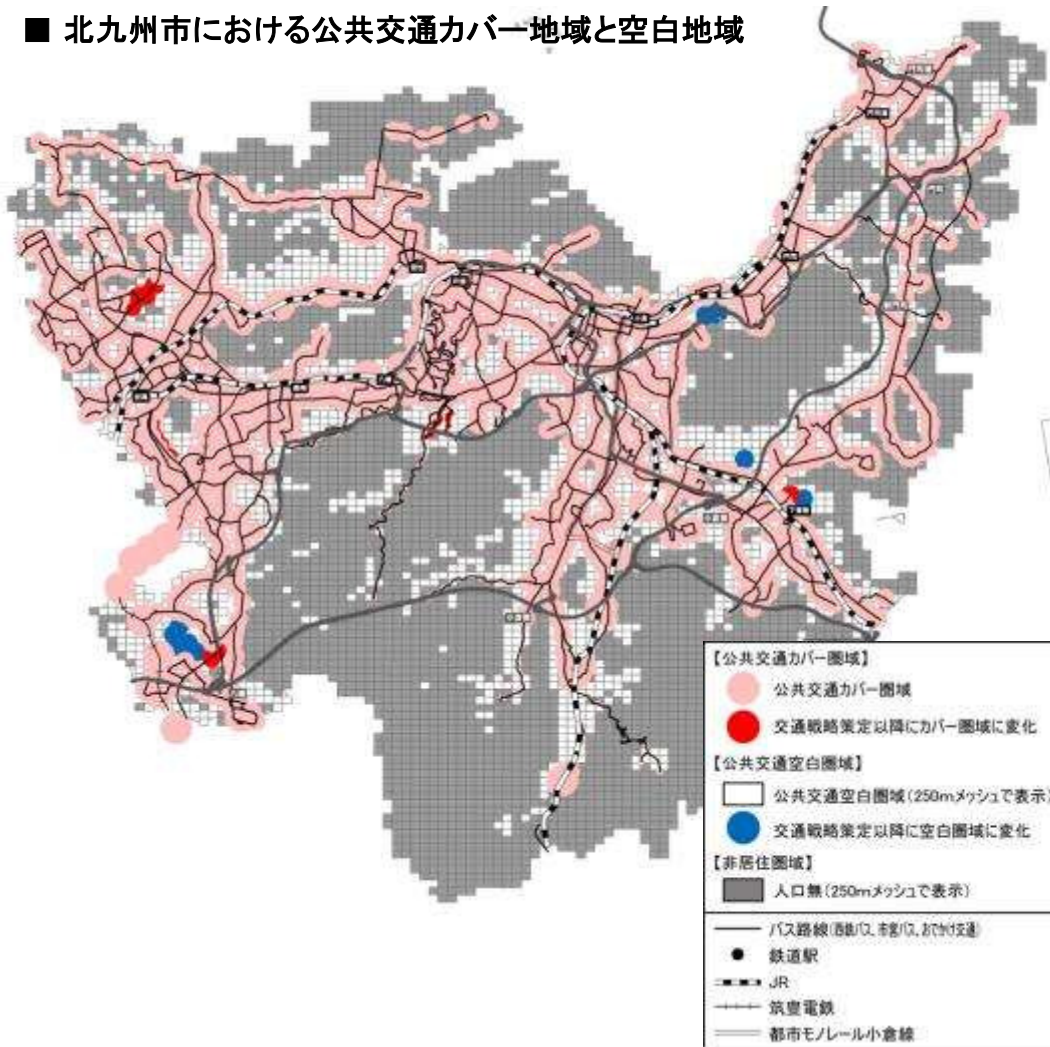 ■ 北九州市における公共交通カバー地域と空白地域
【公共交通カバー圏域】
公共交通カバー圏域
交通戦略策定以降にカバー圏域に変化
【公共交通空白圏域】
公共交通空白圏域(250mメッシュで表示)
交通戦略策定以降に空白圏域に変化
【非居住圏域】
人口無(250mメッシュで表示)
バス路線(西鉄バス、市営バス、おでかけ交通)
鉄道駅
JR
筑豊電鉄
都市モノレール小倉線